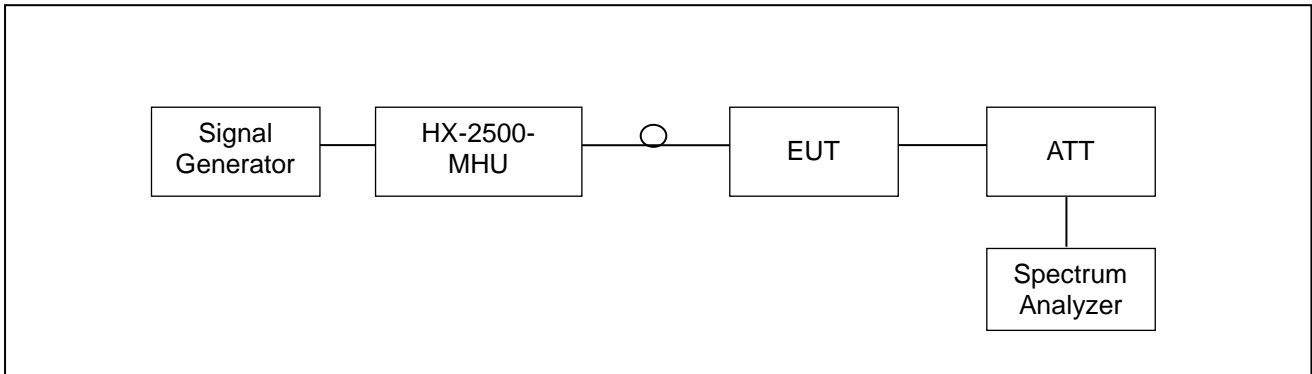 Signal
Generator
HX-2500-
MHU
EUT
ATT
Spectrum
Analyzer